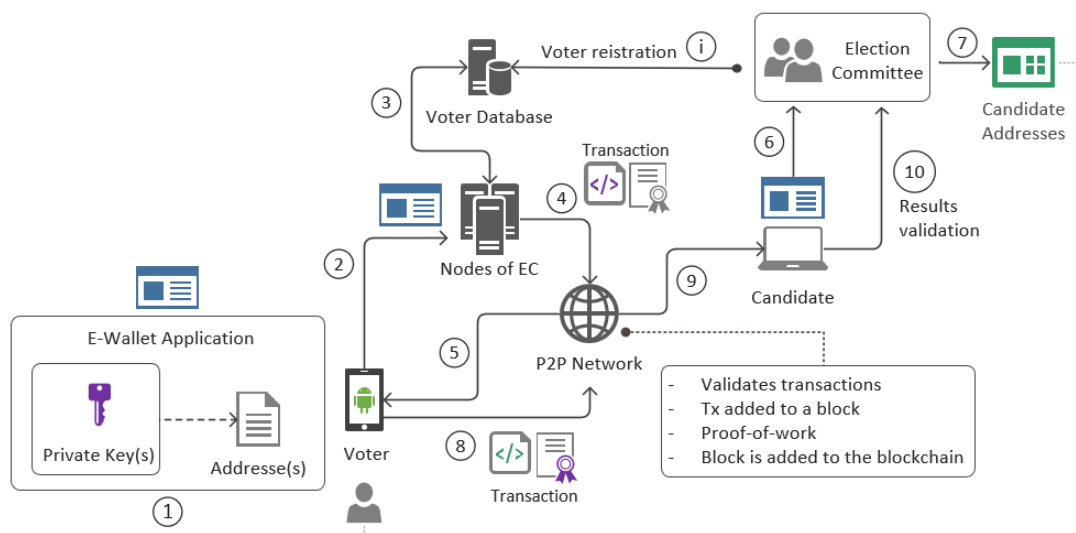 Voter reistration
i
Election
Committee
7
Candidate
Addresses
3
Voter Database
Transaction
</>
6
10
Results
validation
4
2
Nodes of EC
9
Candidate
E-Wallet Application
5
P2P Network
Private Key(s)
Addresse(s)
1
Voter
8
</>
Transaction
- Validates transactions
- Tx added to a block
- Proof-of-work
- Block is added to the blockchain